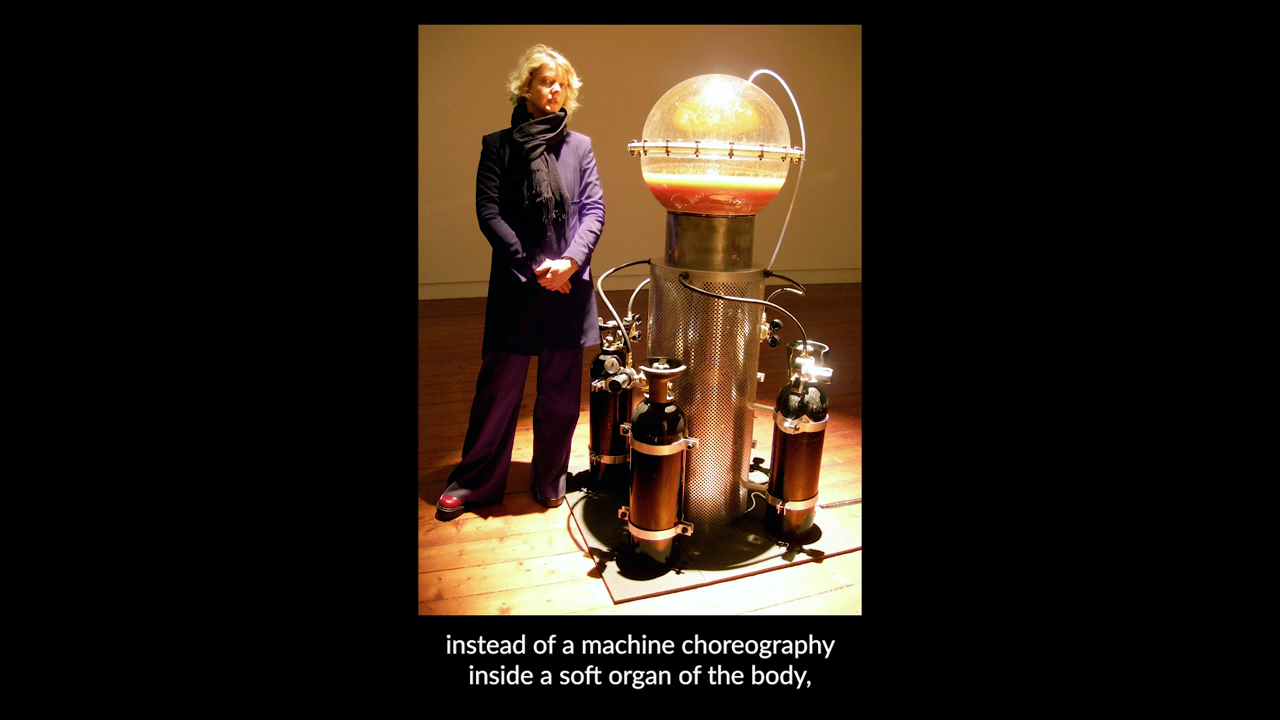 instead of a machine choreography
inside a soft organ of the body,